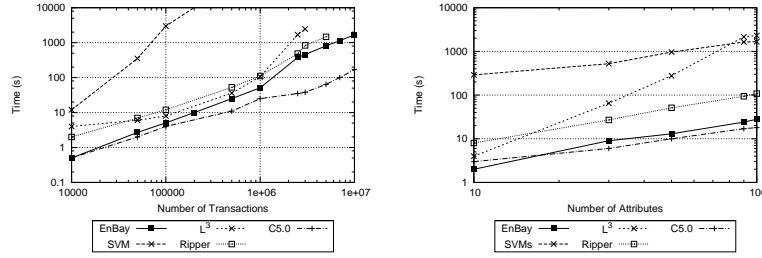 10000
1000
100
10
1
0.1
Time (s)
10000 100000 1e+06 1e+07
Number of Transactions
EnBay L3 C5.0
SVM Ripper
10000
1000
100
10
1
Time (s)
10 100
Number of Attributes
EnBay L3 C5.0
SVMs Ripper